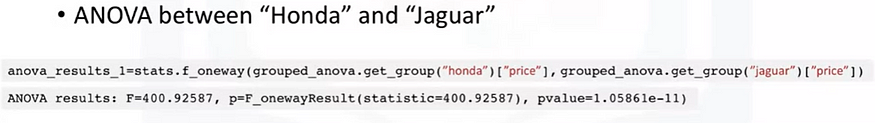 • ANOVA between “Honda” and “Jaguar”
anova_results_1=stats.f_oneway(grouped_anova.get_group("honda")["price"],grouped_anova.get_group("jaguar")["price"])
ANOVA results: F=400.92587, p=F_onewayResult(statistic=400.92587), pvalue=1.05861e-11)